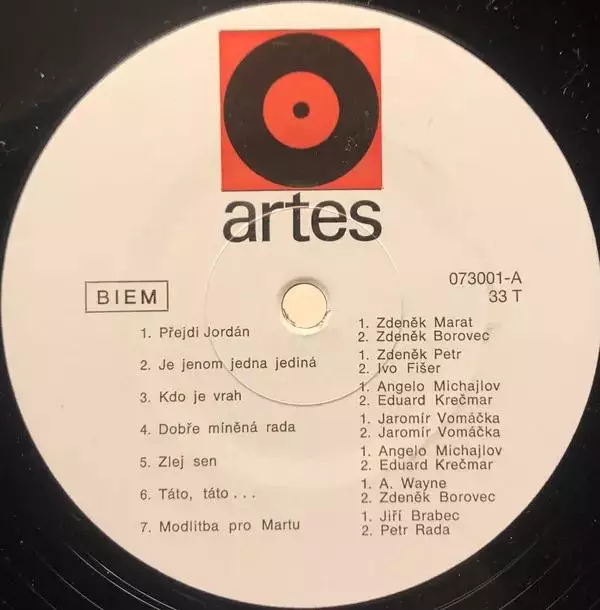 artes
073001-A
33 T
BIEM
1. Přejdi Jordán
1. Zdeněk Marat
2. Zdeněk Borovec
2. Je jenom jedna jediná
1. Zdeněk Petr
2. Ivo Fišer
3. Kdo je vrah
1. Angelo Michajlov
2. Eduard Krečmar
4. Dobře míněná rada
1. Jaromír Vomáčka
2. Jaromír Vomáčka
5. Zlej sen
1. Angelo Michajlov
2. Eduard Krečmar
6. Táto, táto...
1. A. Wayne
2. Zdeněk Borovec
7. Modlitba pro Martu
1. Jiří Brabec
2. Petr Rada